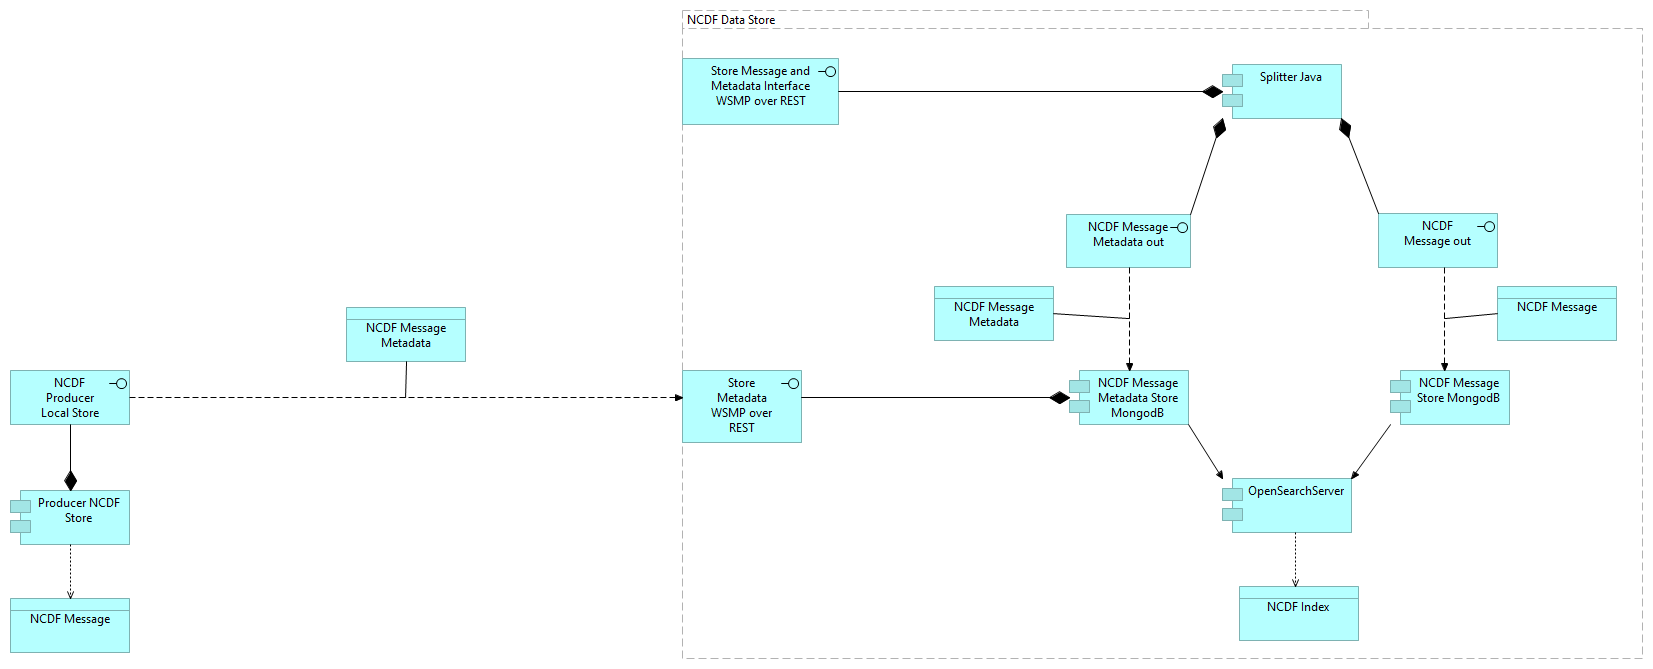 NCDF Data Store
Store Message and
Metadata Interface
WSMP over REST
Splitter Java
NCDF Message
Metadata out
NCDF
Message out
NCDF Message
Metadata
NCDF Message
NCDF Message
Metadata
NCDF
Producer
Local Store
Store
Metadata
WSMP over
REST
NCDF Message
Metadata Store
MongodB
NCDF Message
Store MongodB
Producer NCDF
Store
OpenSearchServer
NCDF Message
NCDF Index